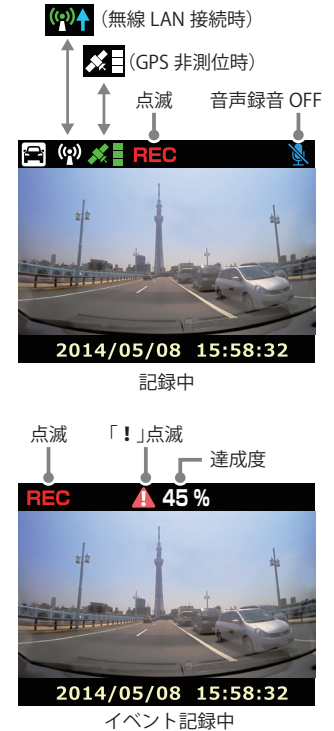 (無線 LAN 接続時)
(GPS 非測位時)
点滅 音声録音 OFF
REC
2014/05/08 15:58:32
記録中
点滅 「!」点滅
達成度
REC 45 %
2014/05/08 15:58:32
イベント記録中